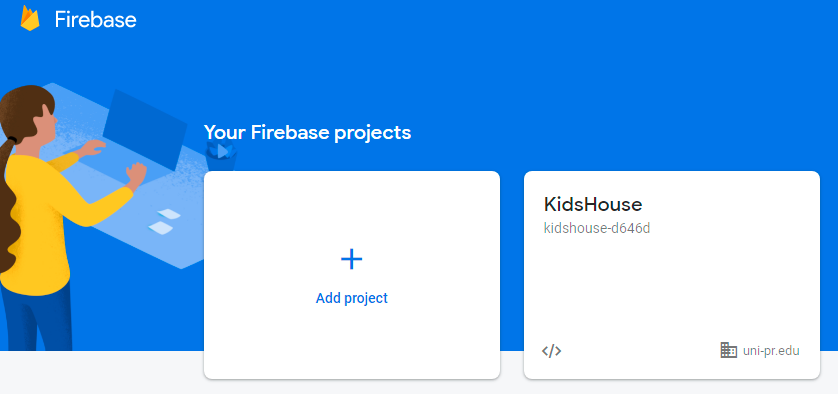 Firebase
Your Firebase projects
Add project
KidsHouse
kidshouse-d646d
</>
uni-pr.edu